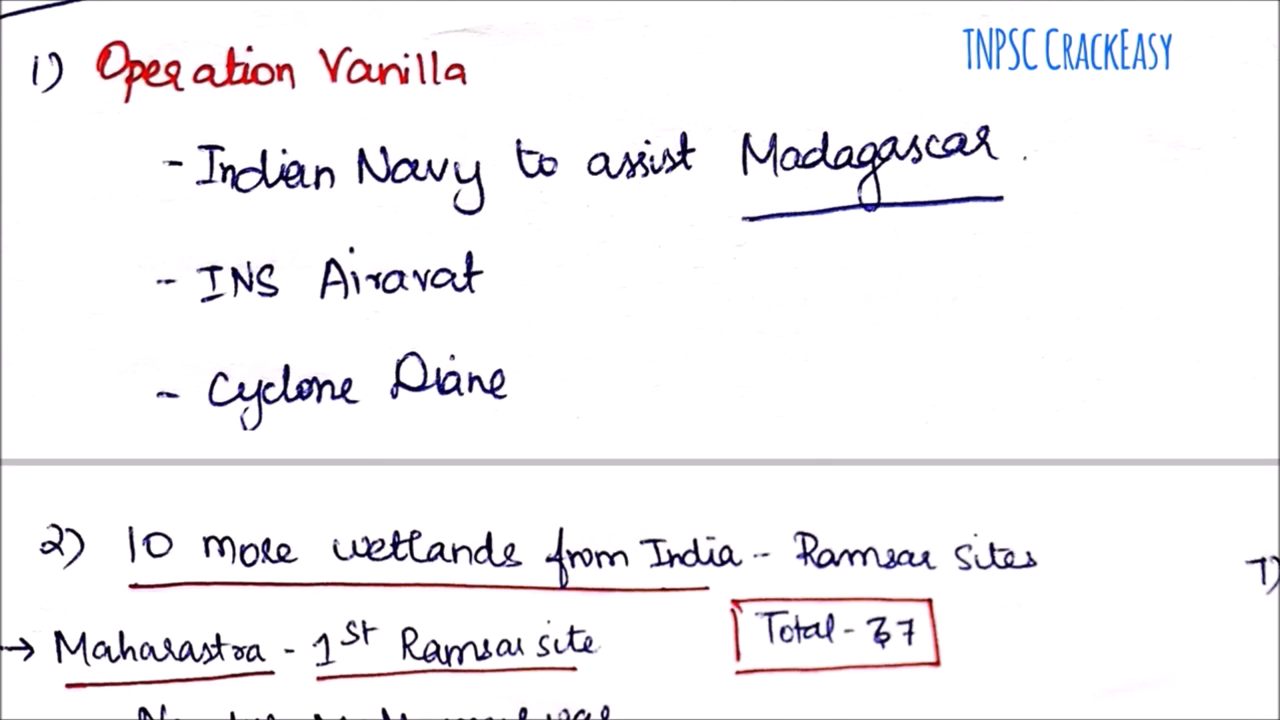 TNPSC CRACKEASY
1) Operation Vanilla
- Indian Navy to assist Madagascar.
- INS Airavat
- Cyclone Diane
2) 10 more wetlands from India - Ramsar sites
7)
→ Maharastra - 1st Ramsar site
Total - 37